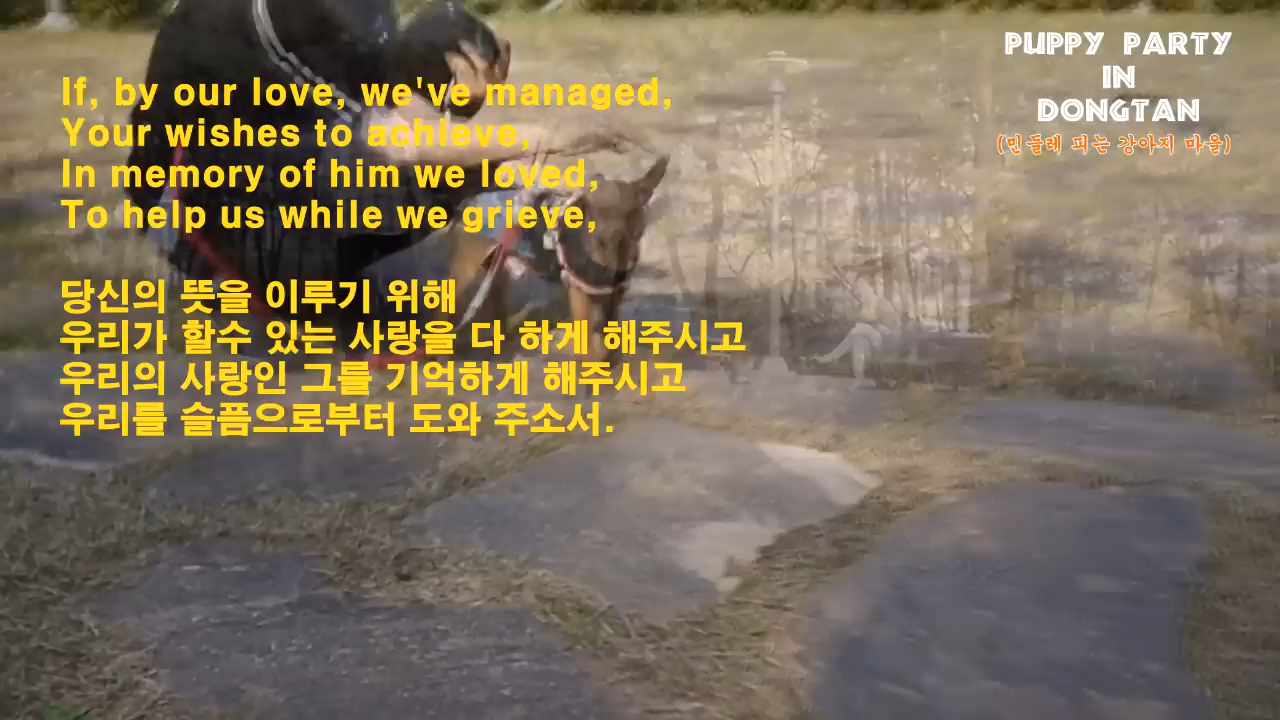 If, by our love, we've managed,
Your wishes to achieve,
In memory of him we loved,
To help us while we grieve,
당신의 뜻을 이루기 위해
우리가 할수 있는 사랑을 다 하게 해주시고
우리의 사랑인 그를 기억하게 해주시고
우리를 슬픔으로부터 도와 주소서.
PUPPY PARTY
IN
DONGTAN
(민들레 피는 강아지 마을)